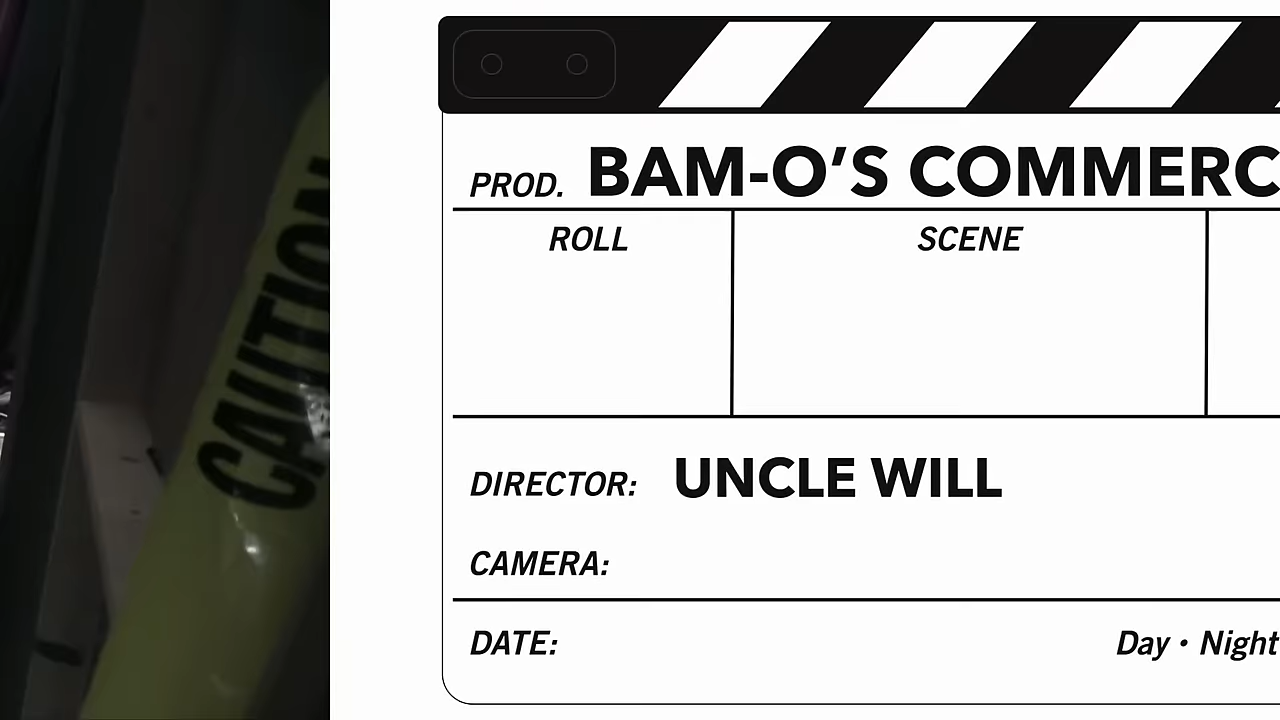 CAUTION
PROD. BAM-O’S COMMERC
ROLL SCENE
DIRECTOR: UNCLE WILL
CAMERA:
DATE: Day • Night